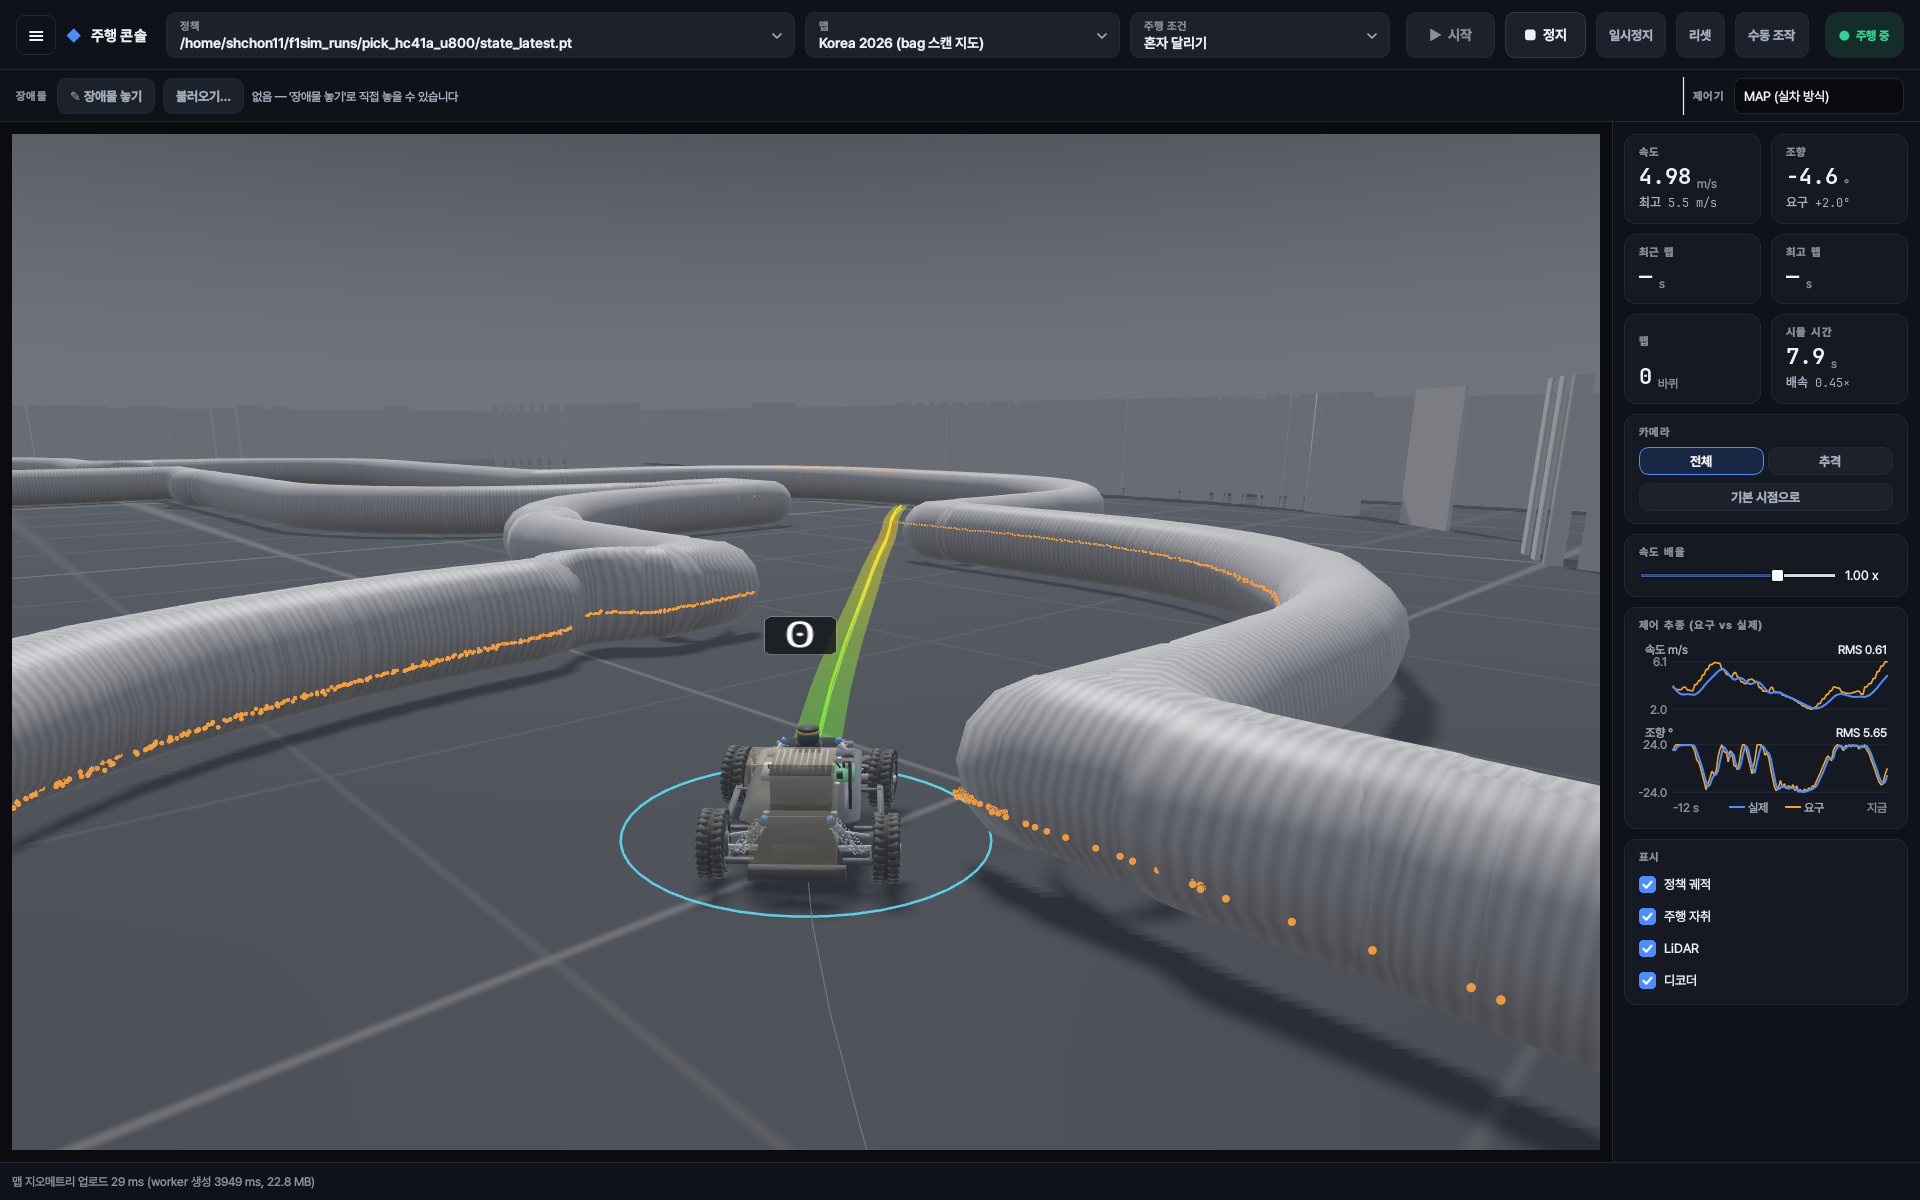 주행 콘솔
정책
/home/shchon11/f1sim_runs/pick_hc41a_u800/state_latest.pt
맵
Korea 2026 (bag 스캔 지도)
주행 조건
혼자 달리기
▶ 시작
■ 정지
일시정지
리셋
수동 조작
● 주행 중
장애물
✎ 장애물 놓기
불러오기...
없음 — '장애물 놓기'로 직접 놓을 수 있습니다
제어기
MAP (실차 방식)
0
속도
4.98 m/s
최고 5.5 m/s
조향
-4.6 °
요구 +2.0°
최근 랩
— s
최고 랩
— s
랩
0 바퀴
시뮬 시간
7.9 s
배속 0.45×
카메라
전체
추격
기본 시점으로
속도 배율
1.00 x
제어 추종 (요구 vs 실제)
속도 m/s
RMS 0.61
6.1
2.0
조향 °
RMS 5.65
24.0
-24.0
-12 s
실제
요구
지금
표시
정책 궤적
주행 자취
LiDAR
디코더
맵 지오메트리 업로드 29 ms (worker 생성 3949 ms, 22.8 MB)